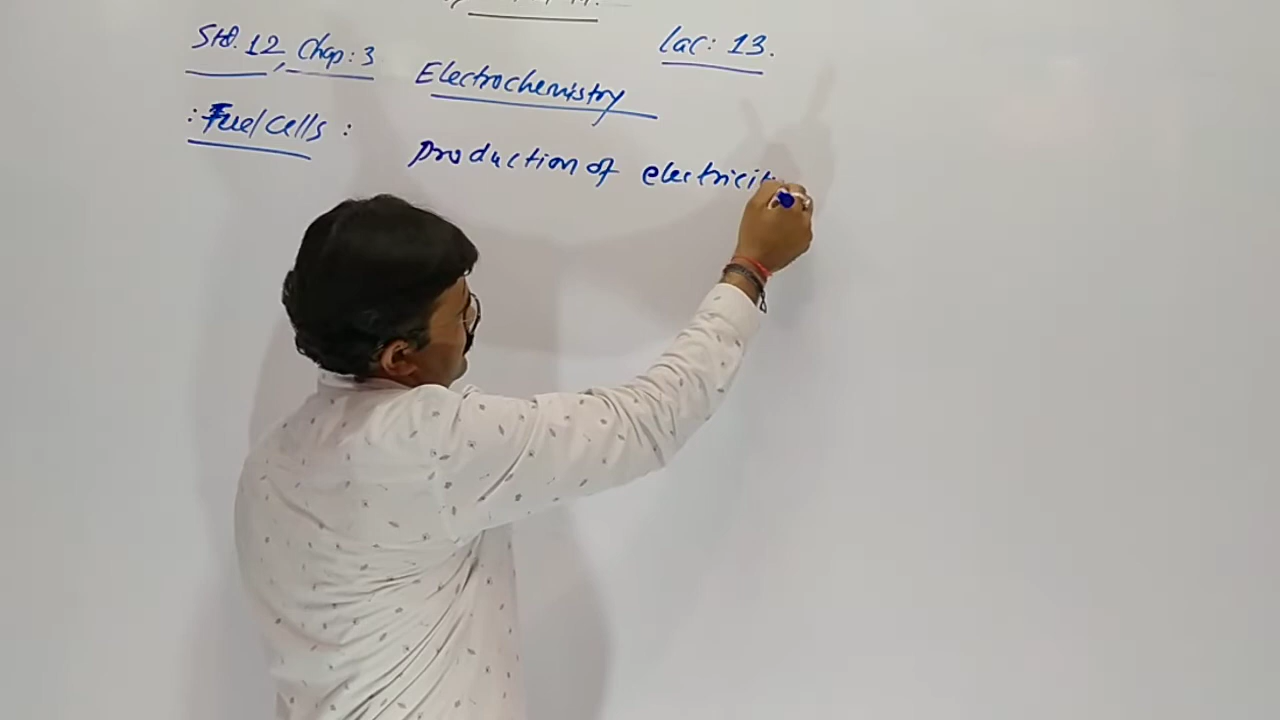 Std. 12, Chap: 3
Lac: 13.
Electrochemistry
: Fuel cells :
Production of electricit